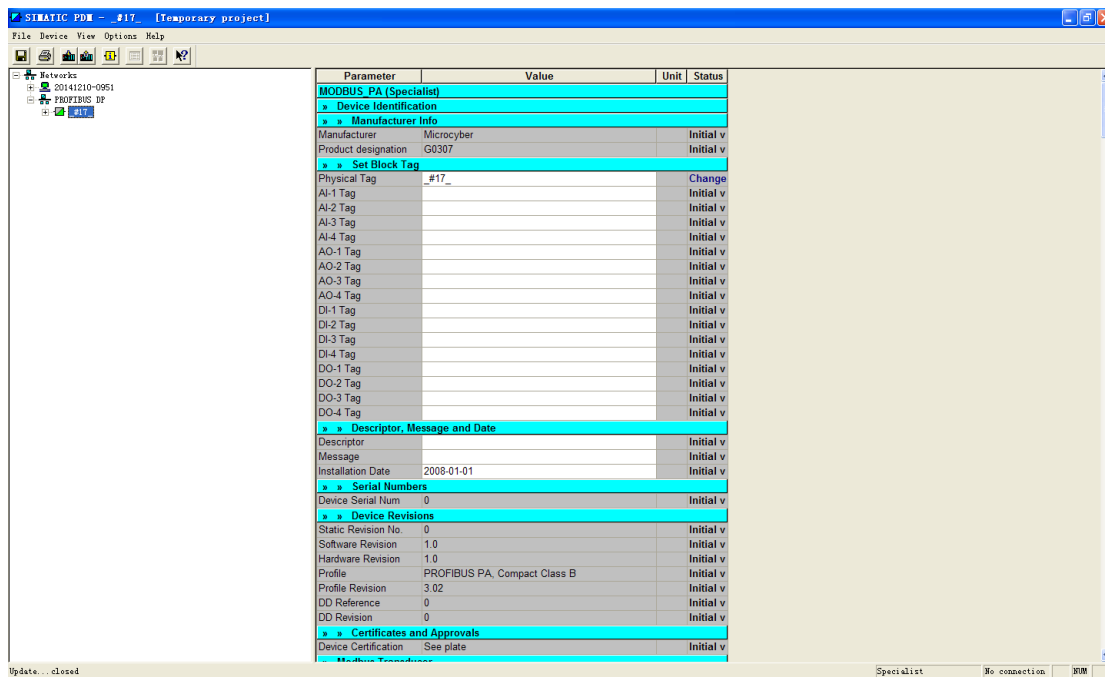 SIMATIC PDM - _#17_ [Temporary project]
File Device View Options Help
Networks
20141210-0951
PROFIBUS DP
_#17_
Parameter Value Unit Status
MODBUS_PA (Specialist)
» Device Identification
» » Manufacturer Info
Manufacturer Microcyber Initial v
Product designation G0307 Initial v
» » Set Block Tag
Physical Tag _#17_ Change
AI-1 Tag Initial v
AI-2 Tag Initial v
AI-3 Tag Initial v
AI-4 Tag Initial v
AO-1 Tag Initial v
AO-2 Tag Initial v
AO-3 Tag Initial v
AO-4 Tag Initial v
DI-1 Tag Initial v
DI-2 Tag Initial v
DI-3 Tag Initial v
DI-4 Tag Initial v
DO-1 Tag Initial v
DO-2 Tag Initial v
DO-3 Tag Initial v
DO-4 Tag Initial v
» » Descriptor, Message and Date
Descriptor Initial v
Message Initial v
Installation Date 2008-01-01 Initial v
» » Serial Numbers
Device Serial Num 0 Initial v
» » Device Revisions
Static Revision No. 0 Initial v
Software Revision 1.0 Initial v
Hardware Revision 1.0 Initial v
Profile PROFIBUS PA, Compact Class B Initial v
Profile Revision 3.02 Initial v
DD Reference 0 Initial v
DD Revision 0 Initial v
» » Certificates and Approvals
Device Certification See plate Initial v
» Modbus Transducer
Update...closed Specialist No connection NUM